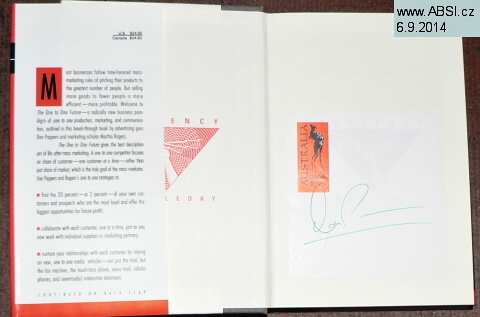 www.ABSI.cz
6.9.2014
U.S. $24.95
Canada $29.95
Most businesses follow time-honored mass-
marketing rules of pitching their products to
the greatest number of people. But selling
more goods to fewer people is more
efficient—more profitable. Welcome to
The One to One Future—a radically new business para-
digm of one to one production, marketing, and communica-
tion, outlined in this break-through book by advertising guru
Don Peppers and marketing scholar Martha Rogers.
The One to One Future gives the best description
yet of life after mass marketing. A one to one competitor focuses
on share of customer—one customer at a time—rather than
just share of market, which is the holy grail of the mass marketer.
Use Peppers and Rogers's one to one strategies to
• find the 20 percent—or 2 percent—of your own cus-
tomers and prospects who are the most loyal and offer the
biggest opportunities for future profit.
• collaborate with each customer, one at a time, just as you
now work with individual suppliers or marketing partners.
• nurture your relationships with each customer by relying
on new, one to one media vehicles—not just the mail, but
the fax machine, the touch-tone phone, voice mail, cellular
phones, and (eventually) interactive television.
CONTINUED ON BACK FLAP
ENCY
LEDAY
AUSTRALIA